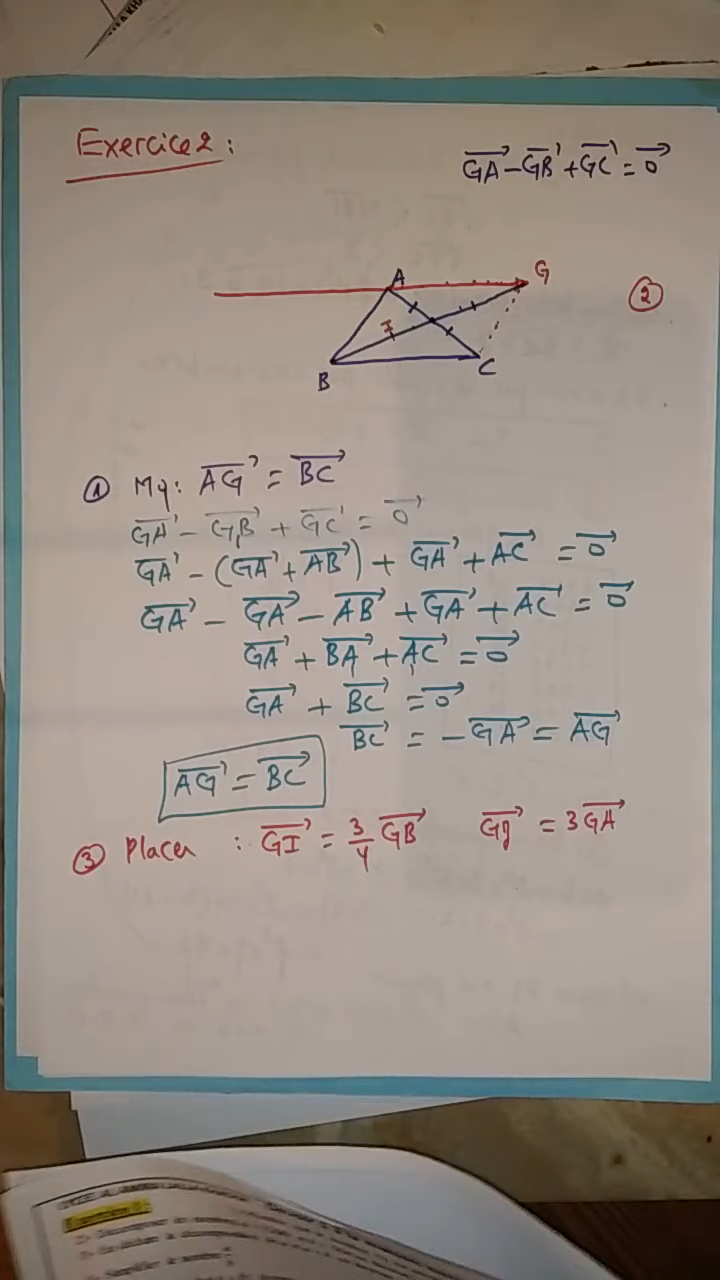 Exercice 2 :
GA⃗ - GB⃗ + GC⃗ = 0⃗
A
G
②
I
B
C
① Mq : AG⃗ = BC⃗
GA⃗ - GB⃗ + GC⃗ = 0⃗
GA⃗ - (GA⃗ + AB⃗) + GA⃗ + AC⃗ = 0⃗
GA⃗ - GA⃗ - AB⃗ + GA⃗ + AC⃗ = 0⃗
GA⃗ + BA⃗ + AC⃗ = 0⃗
GA⃗ + BC⃗ = 0⃗
BC⃗ = - GA⃗ = AG⃗
AG⃗ = BC⃗
③ Placer : GI⃗ = 3/4 GB⃗ GJ⃗ = 3GA⃗